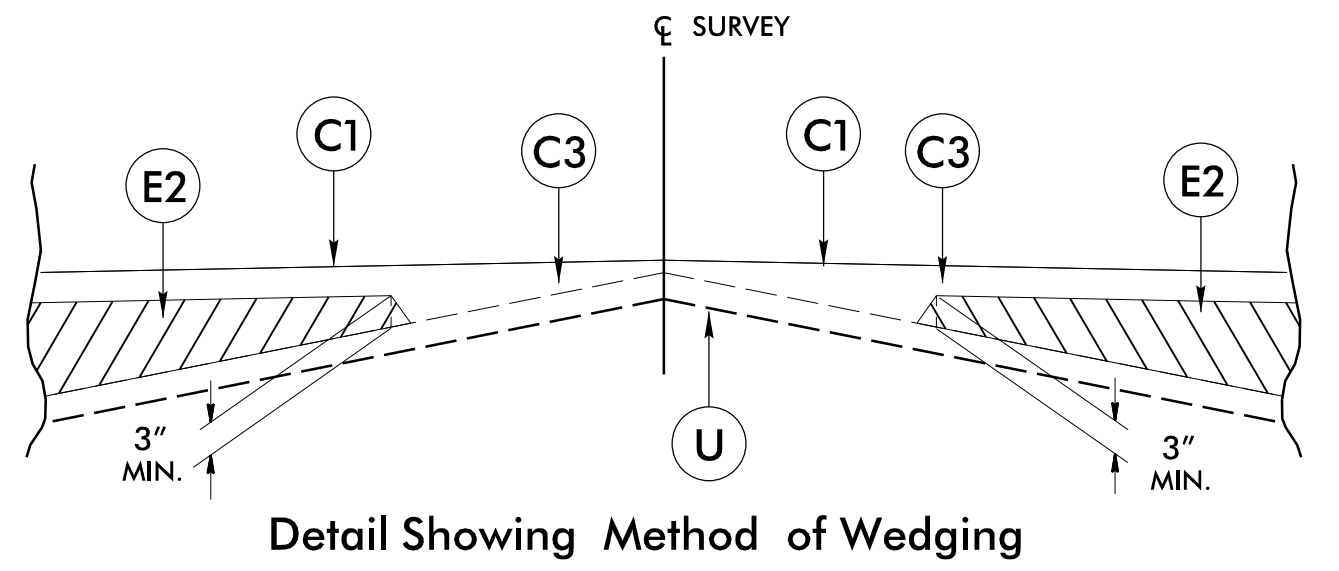 ℄ SURVEY
C1
C1
C3
C3
E2
E2
U
3"
MIN.
3"
MIN.
Detail Showing Method of Wedging